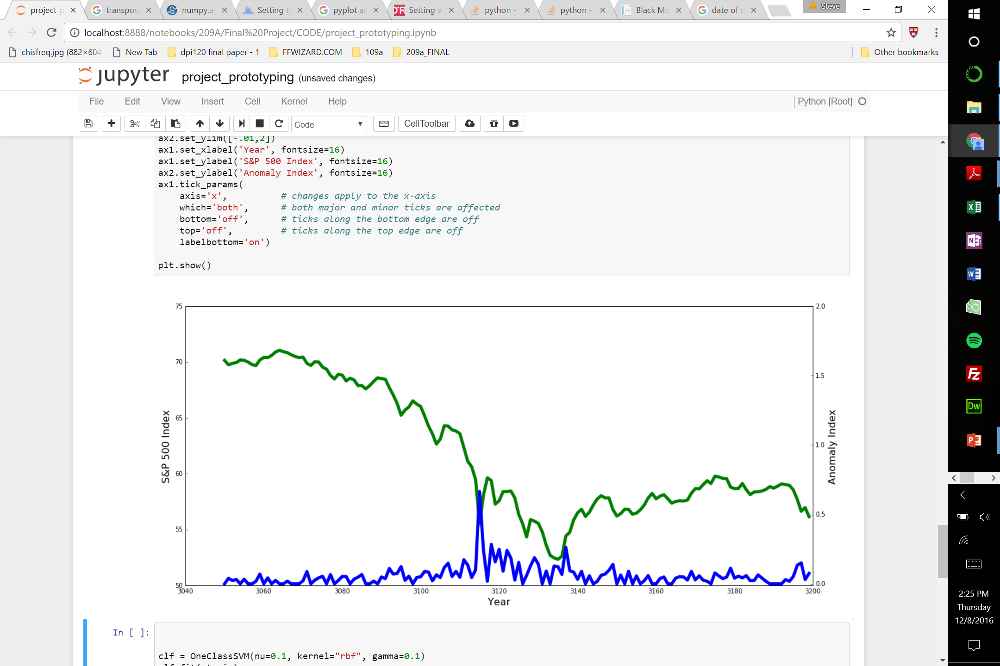 project_p
transpos
numpy.a
Setting t
pyplot ax
Setting a
python -
python -
Black Mo
date of c
Steve
localhost:8888/notebooks/209A/Final%20Project/CODE/project_prototyping.ipynb
chisfreq.jpg (882×604
New Tab
dpi120 final paper - 1
FFWIZARD.COM
109a
209a_FINAL
Other bookmarks
jupyter project_prototyping (unsaved changes)
File Edit View Insert Cell Kernel Help
Python [Root]
Code
CellToolbar
ax2.set_ylim([-.01,2])
ax1.set_xlabel('Year', fontsize=16)
ax1.set_ylabel('S&P 500 Index', fontsize=16)
ax2.set_ylabel('Anomaly Index', fontsize=16)
ax1.tick_params(
    axis='x',          # changes apply to the x-axis
    which='both',      # both major and minor ticks are affected
    bottom='off',      # ticks along the bottom edge are off
    top='off',         # ticks along the top edge are off
    labelbottom='on')
plt.show()
75
70
65
60
55
50
S&P 500 Index
2.0
1.5
1.0
0.5
0.0
Anomaly Index
3040 3060 3080 3100 3120 3140 3160 3180 3200
Year
In [ ]:
clf = OneClassSVM(nu=0.1, kernel="rbf", gamma=0.1)
Fz
Dw
2:25 PM
Thursday
12/8/2016